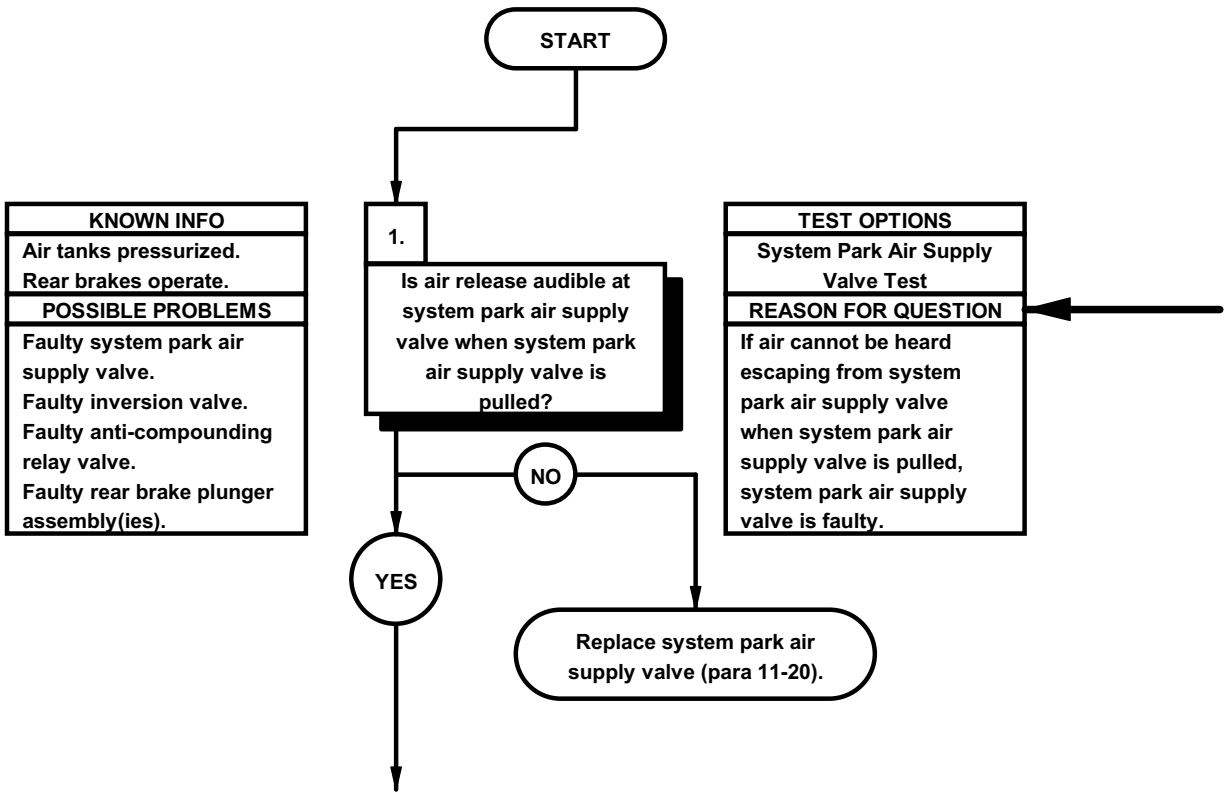 START
KNOWN INFO
Air tanks pressurized.
Rear brakes operate.
POSSIBLE PROBLEMS
Faulty system park air
supply valve.
Faulty inversion valve.
Faulty anti-compounding
relay valve.
Faulty rear brake plunger
assembly(ies).
1.
Is air release audible at
system park air supply
valve when system park
air supply valve is
pulled?
TEST OPTIONS
System Park Air Supply
Valve Test
REASON FOR QUESTION
If air cannot be heard
escaping from system
park air supply valve
when system park air
supply valve is pulled,
system park air supply
valve is faulty.
NO
YES
Replace system park air
supply valve (para 11-20).